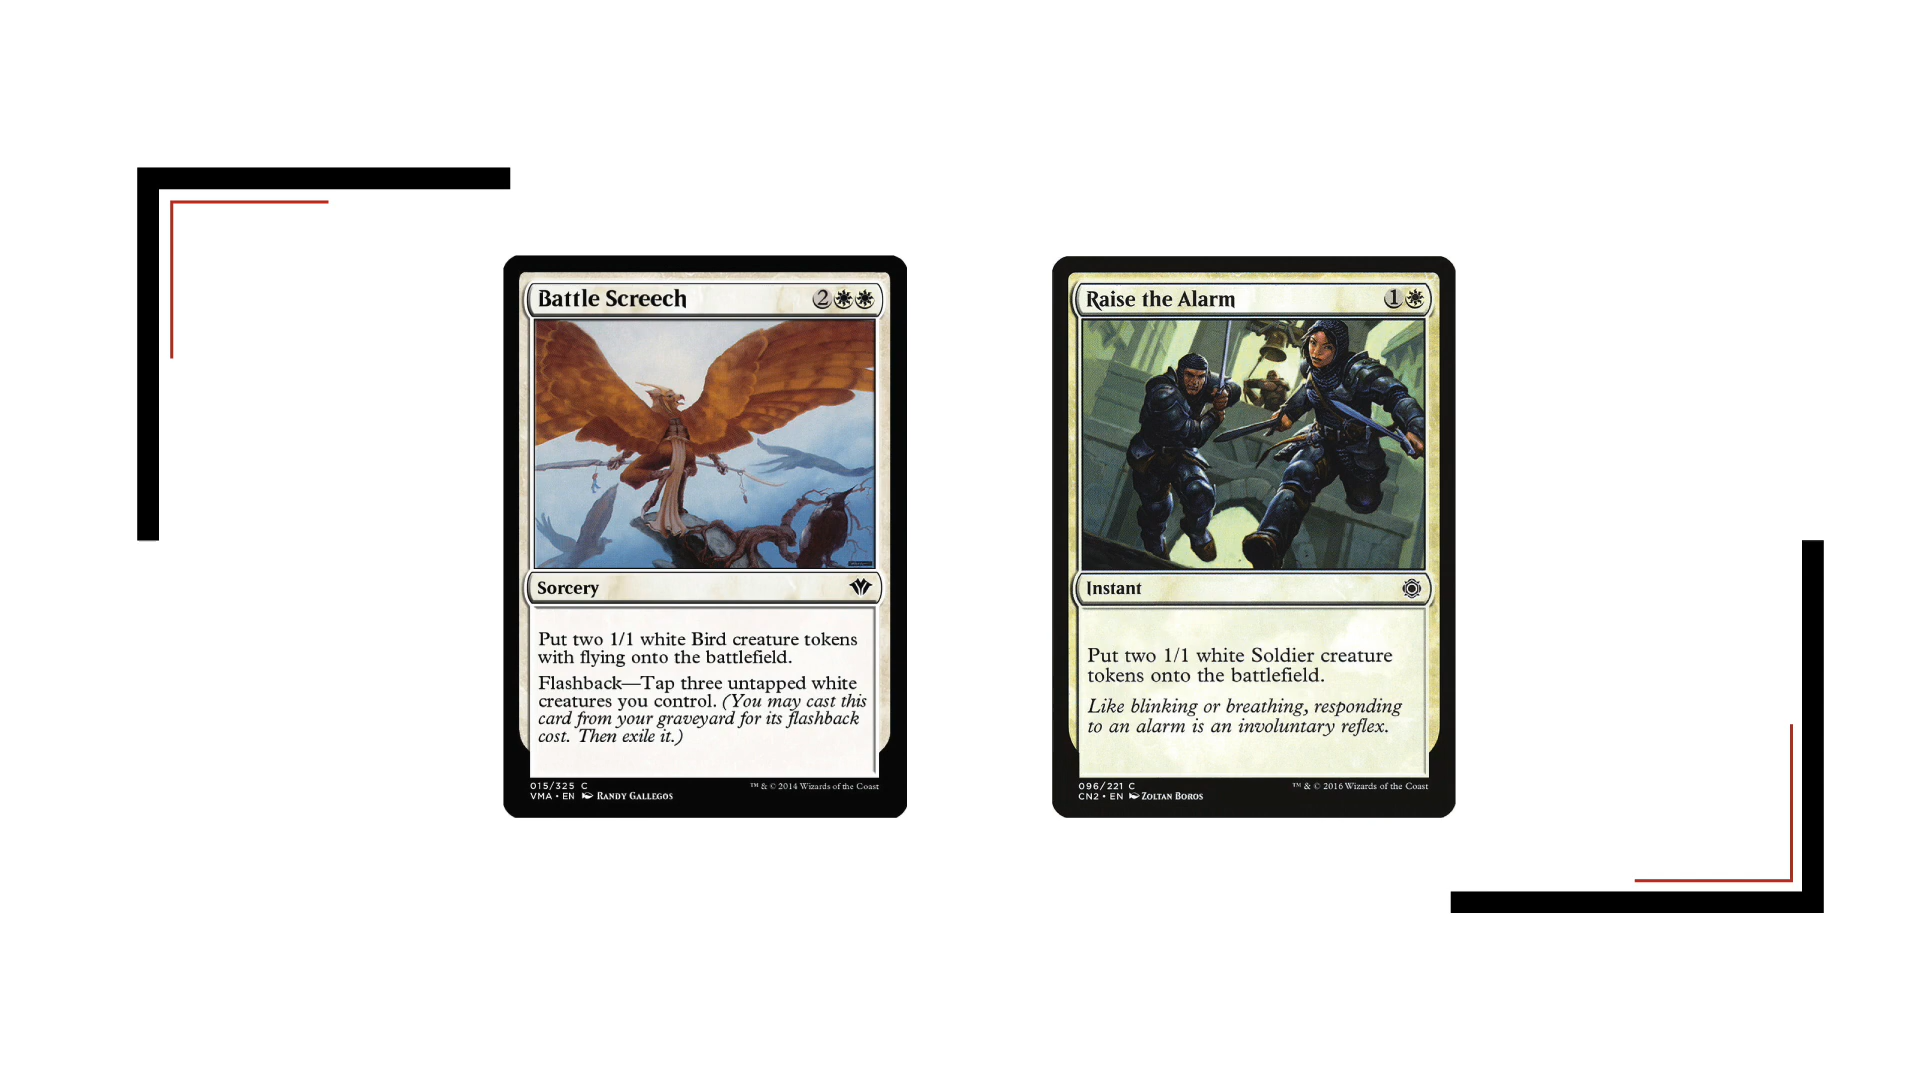 Battle Screech 2
Sorcery
Put two 1/1 white Bird creature tokens
with flying onto the battlefield.
Flashback—Tap three untapped white
creatures you control. (You may cast this
card from your graveyard for its flashback
cost. Then exile it.)
015/325 C
VMA • EN RANDY GALLEGOS
™ & © 2014 Wizards of the Coast
Raise the Alarm 1
Instant
Put two 1/1 white Soldier creature
tokens onto the battlefield.
Like blinking or breathing, responding
to an alarm is an involuntary reflex.
096/221 C
CN2 • EN ZOLTAN BOROS
™ & © 2016 Wizards of the Coast